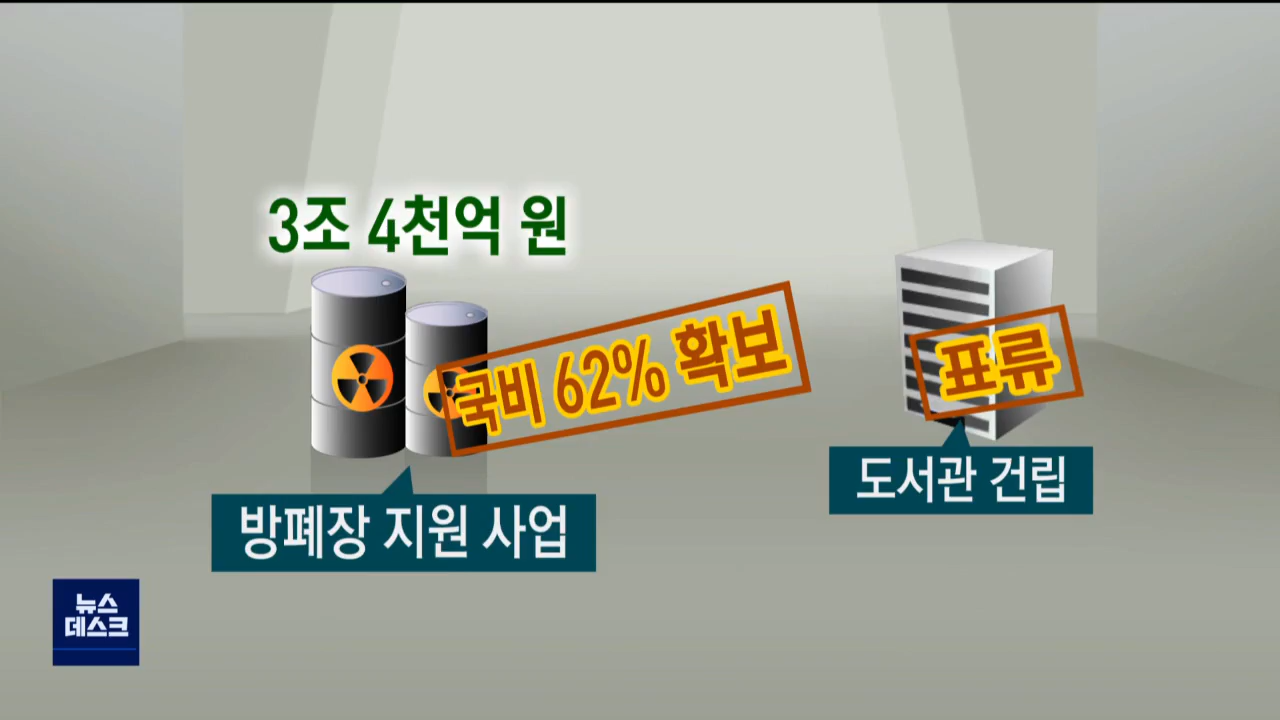 3조 4천억 원
국비 62% 확보
표류
도서관 건립
방폐장 지원 사업
뉴스
데스크